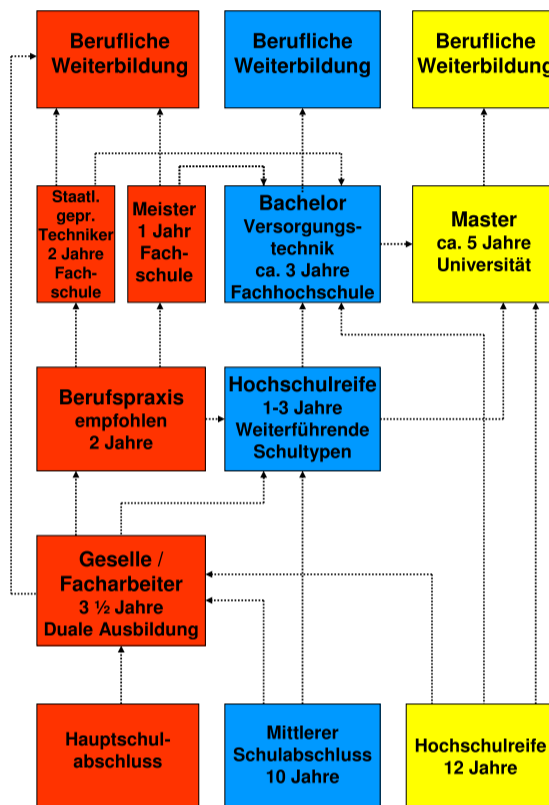 Berufliche
Weiterbildung
Berufliche
Weiterbildung
Berufliche
Weiterbildung
Staatl.
gepr.
Techniker
2 Jahre
Fach-
schule
Meister
1 Jahr
Fach-
schule
Bachelor
Versorgungs-
technik
ca. 3 Jahre
Fachhochschule
Master
ca. 5 Jahre
Universität
Berufspraxis
empfohlen
2 Jahre
Hochschulreife
1-3 Jahre
Weiterführende
Schultypen
Geselle /
Facharbeiter
3 ½ Jahre
Duale Ausbildung
Hauptschul-
abschluss
Mittlerer
Schulabschluss
10 Jahre
Hochschulreife
12 Jahre